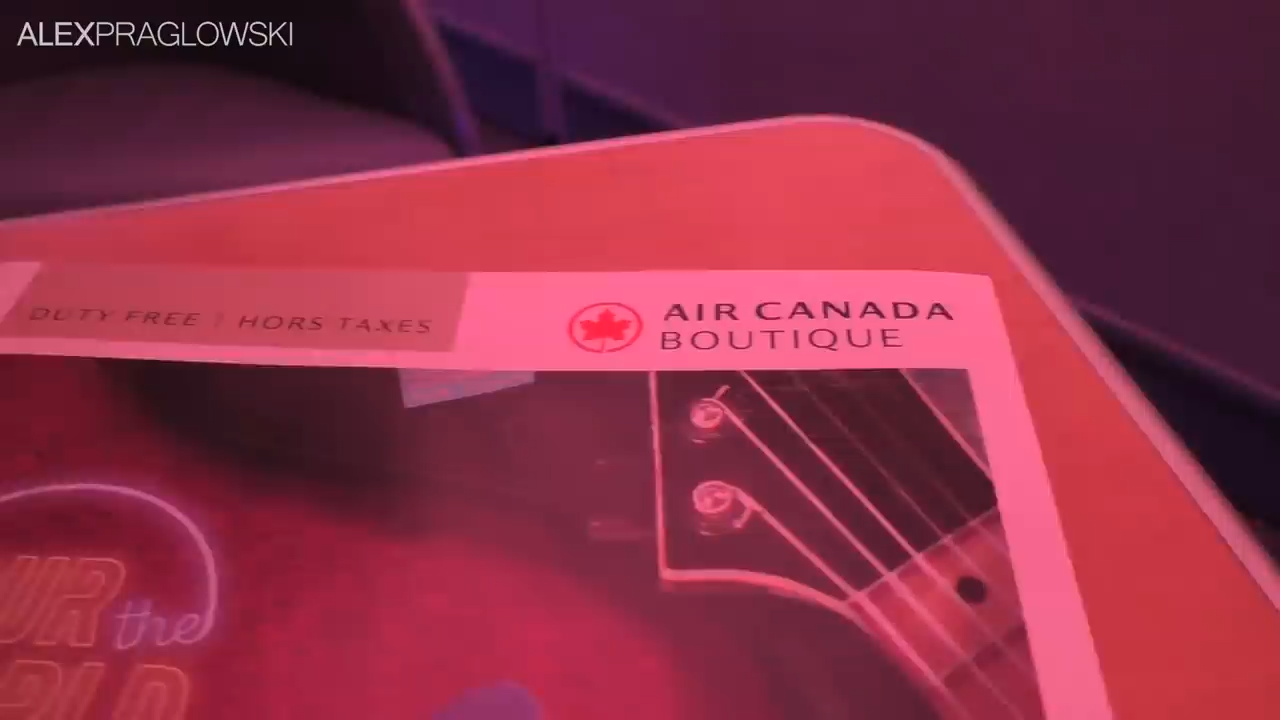 ALEXPRAGLOWSKI
DUTY FREE | HORS TAXES
AIR CANADA
BOUTIQUE
the